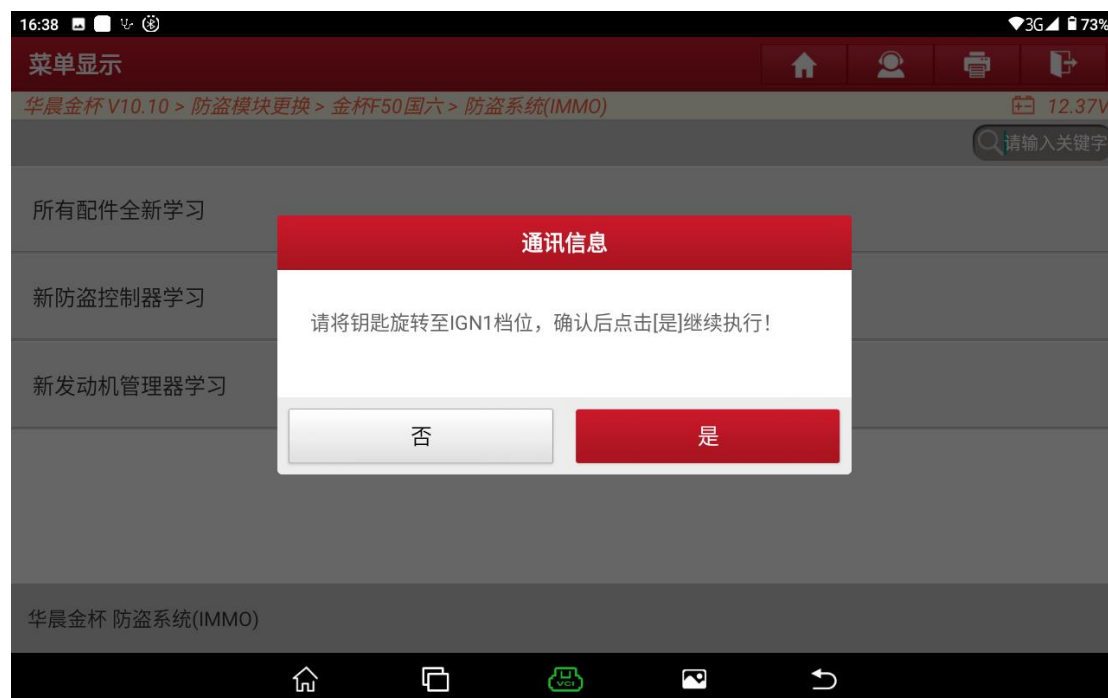 16:38
3G 73%
菜单显示
华晨金杯 V10.10 > 防盗模块更换 > 金杯F50国六 > 防盗系统(IMMO)
12.37V
请输入关键字
所有配件全新学习
通讯信息
新防盗控制器学习
请将钥匙旋转至IGN1档位，确认后点击[是]继续执行!
新发动机管理器学习
否
是
华晨金杯 防盗系统(IMMO)
VCI